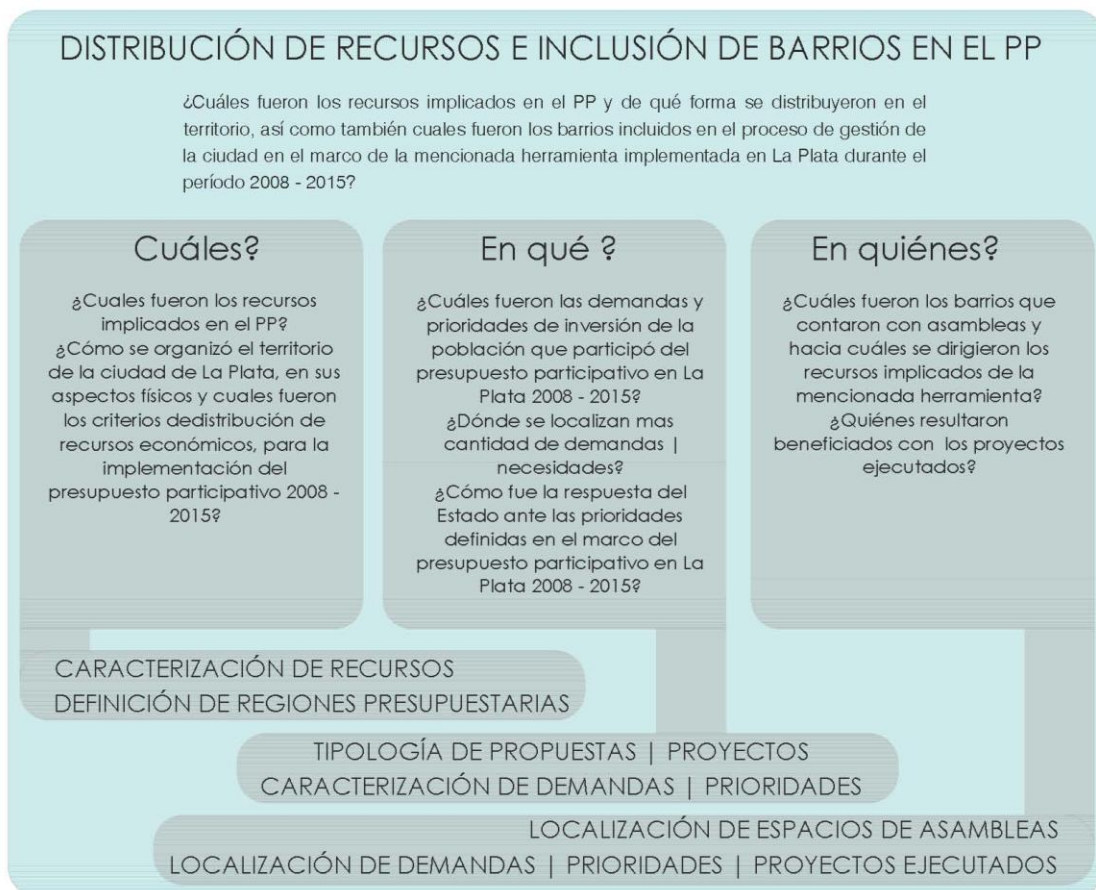 DISTRIBUCIÓN DE RECURSOS E INCLUSIÓN DE BARRIOS EN EL PP
¿Cuáles fueron los recursos implicados en el PP y de qué forma se distribuyeron en el
territorio, así como también cuales fueron los barrios incluidos en el proceso de gestión de
la ciudad en el marco de la mencionada herramienta implementada en La Plata durante el
período 2008 - 2015?
Cuáles?
¿Cuales fueron los recursos
implicados en el PP?
¿Cómo se organizó el territorio
de la ciudad de La Plata, en sus
aspectos físicos y cuales fueron
los criterios dedistribución de
recursos económicos, para la
implementación del
presupuesto participativo 2008 -
2015?
En qué ?
¿Cuáles fueron las demandas y
prioridades de inversión de la
población que participó del
presupuesto participativo en La
Plata 2008 - 2015?
¿Dónde se localizan mas
cantidad de demandas |
necesidades?
¿Cómo fue la respuesta del
Estado ante las prioridades
definidas en el marco del
presupuesto participativo en La
Plata 2008 - 2015?
En quiénes?
¿Cuáles fueron los barrios que
contaron con asambleas y
hacia cuáles se dirigieron los
recursos implicados de la
mencionada herramienta?
¿Quiénes resultaron
beneficiados con los proyectos
ejecutados?
CARACTERIZACIÓN DE RECURSOS
DEFINICIÓN DE REGIONES PRESUPUESTARIAS
TIPOLOGÍA DE PROPUESTAS | PROYECTOS
CARACTERIZACIÓN DE DEMANDAS | PRIORIDADES
LOCALIZACIÓN DE ESPACIOS DE ASAMBLEAS
LOCALIZACIÓN DE DEMANDAS | PRIORIDADES | PROYECTOS EJECUTADOS